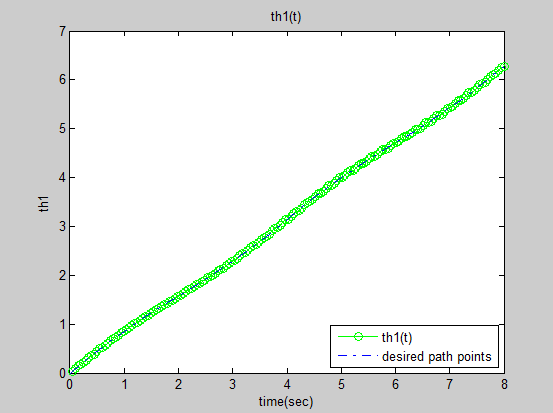 th1(t)
7
6
5
4
3
2
1
0
th1
0 1 2 3 4 5 6 7 8
time(sec)
th1(t)
desired path points